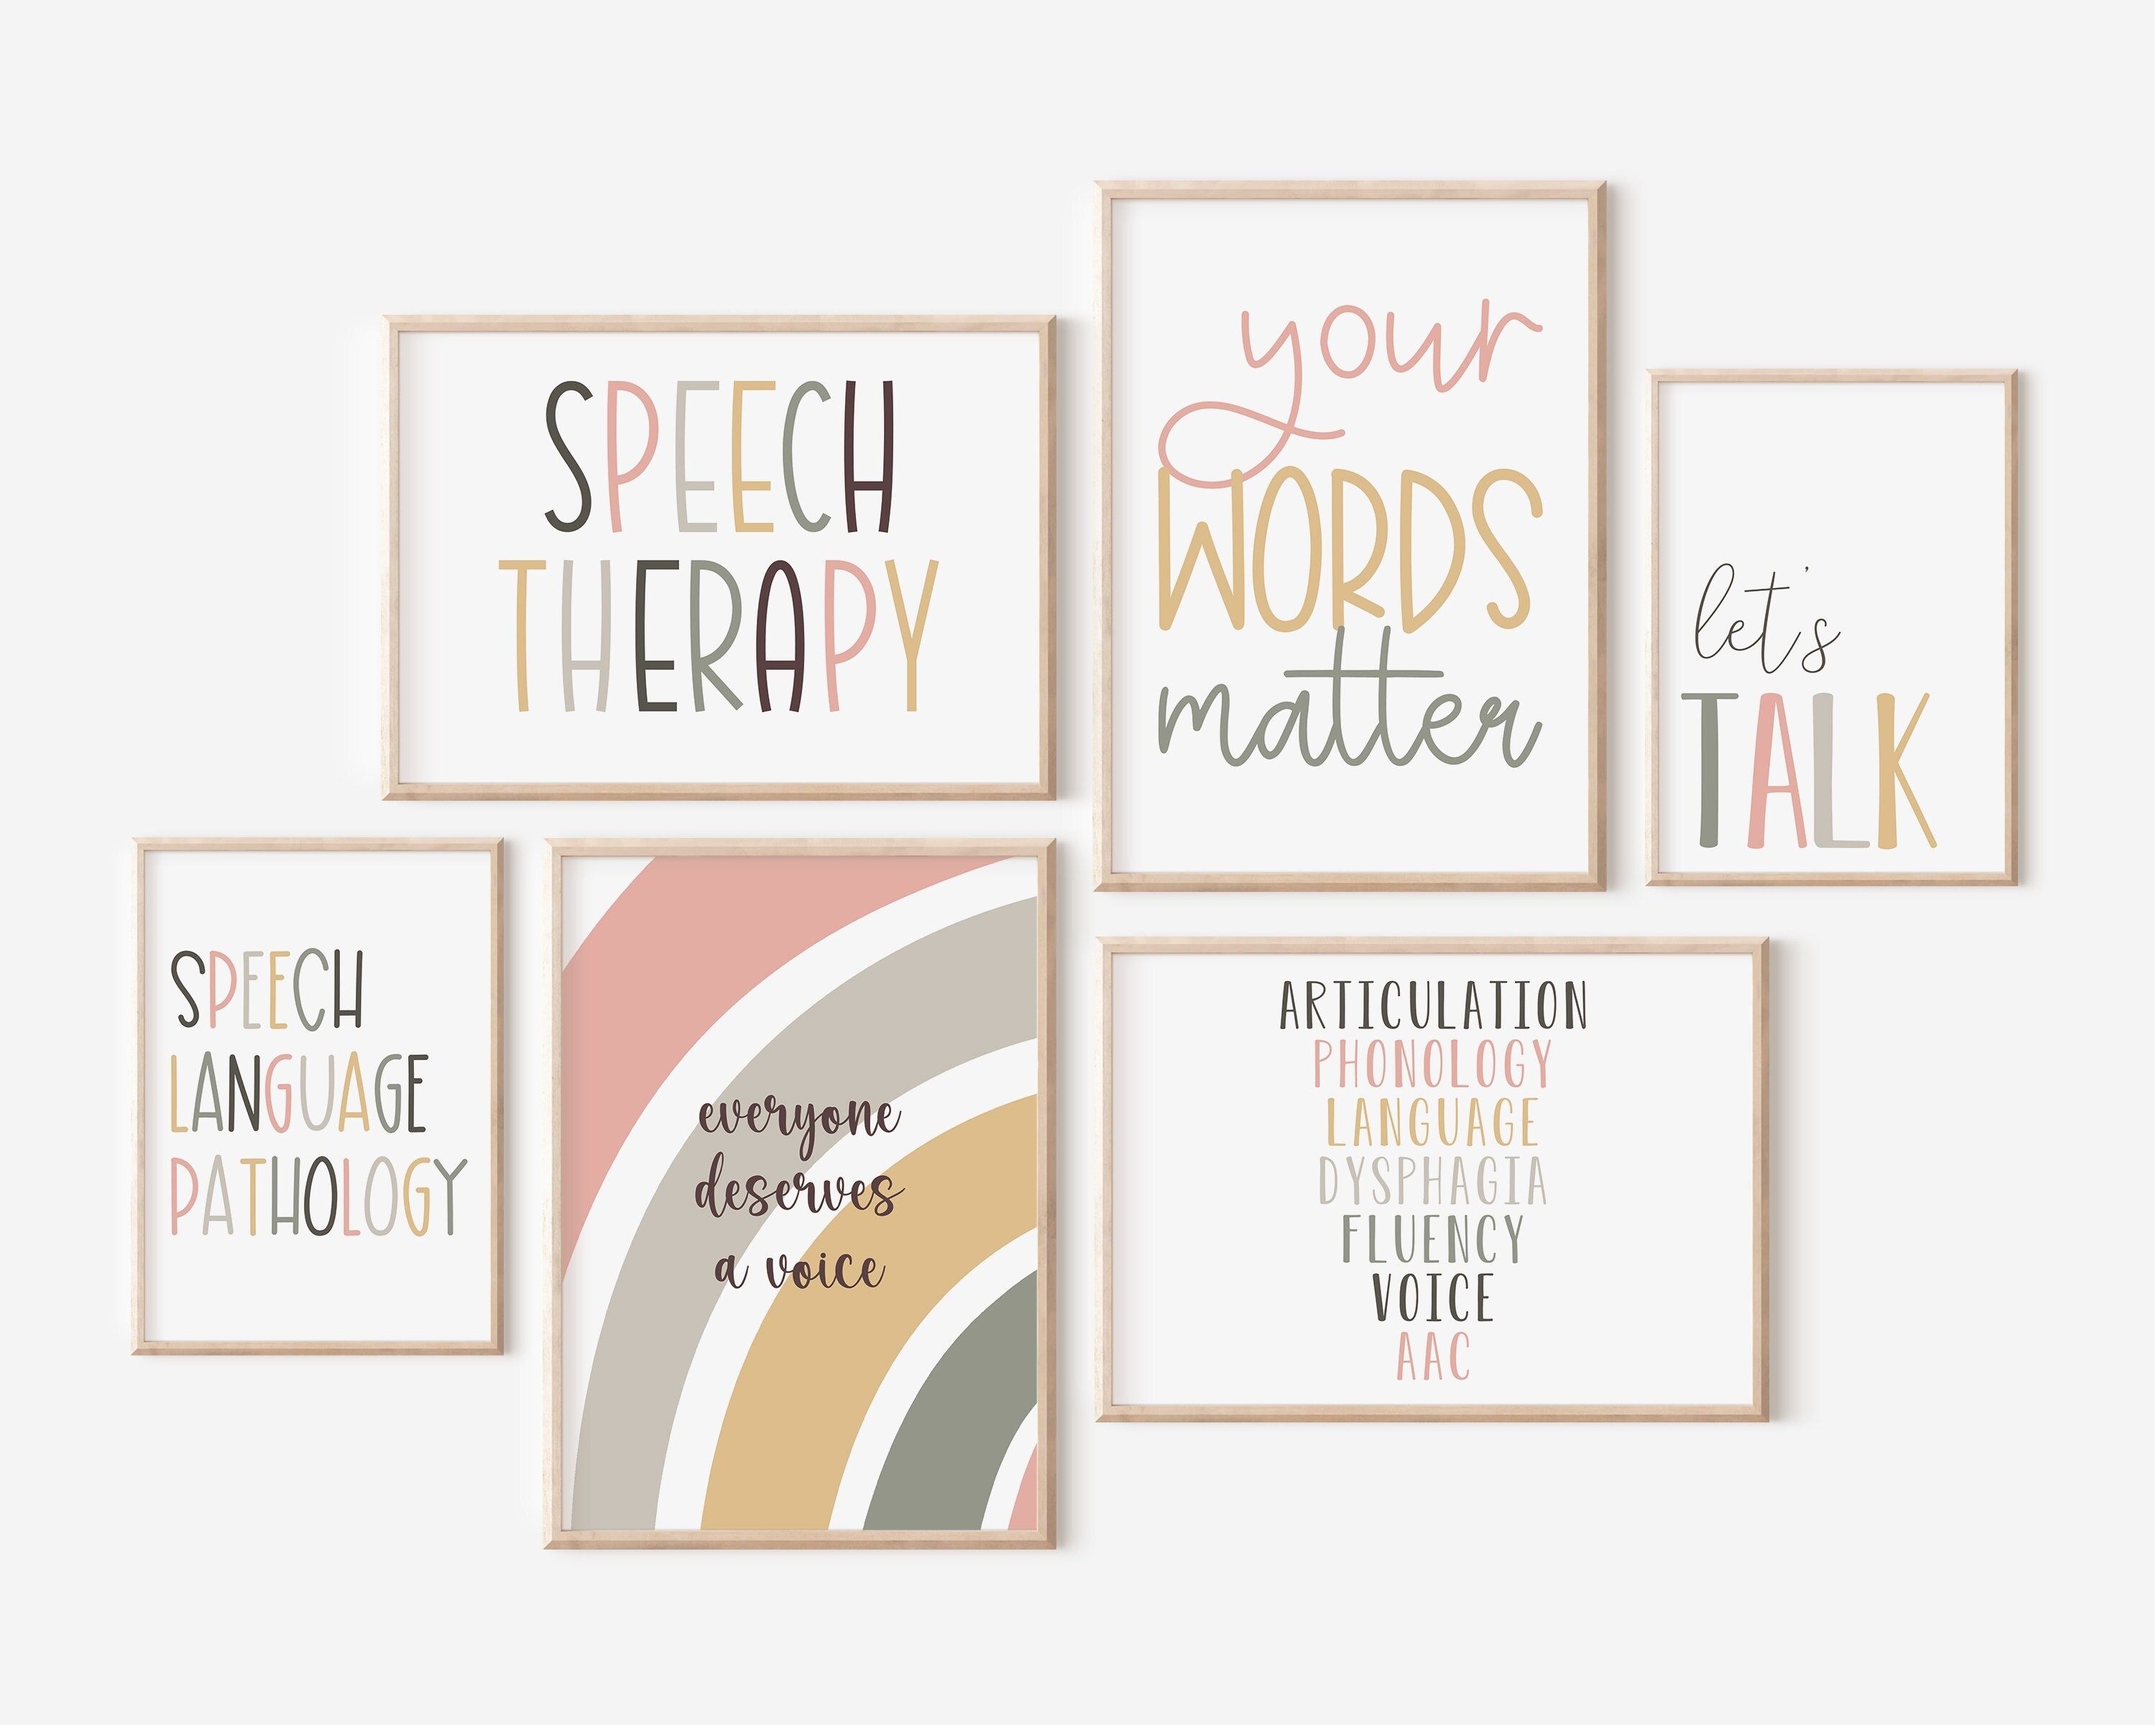 SPEECH
THERAPY
your
WORDS
matter
let's
TALK
SPEECH
LANGUAGE
PATHOLOGY
everyone
deserves
a voice
ARTICULATION
PHONOLOGY
LANGUAGE
DYSPHAGIA
FLUENCY
VOICE
AAC